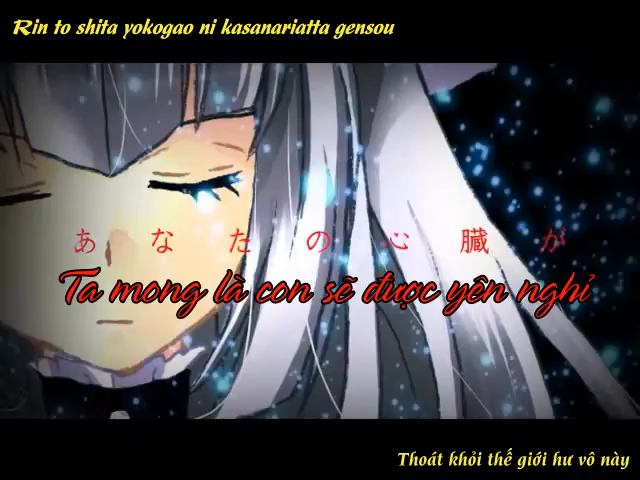 Rin to shita yokogao ni kasanariatta gensou
あなたの心臓が
Ta mong là con sẽ được yên nghỉ
Thoát khỏi thế giới hư vô này